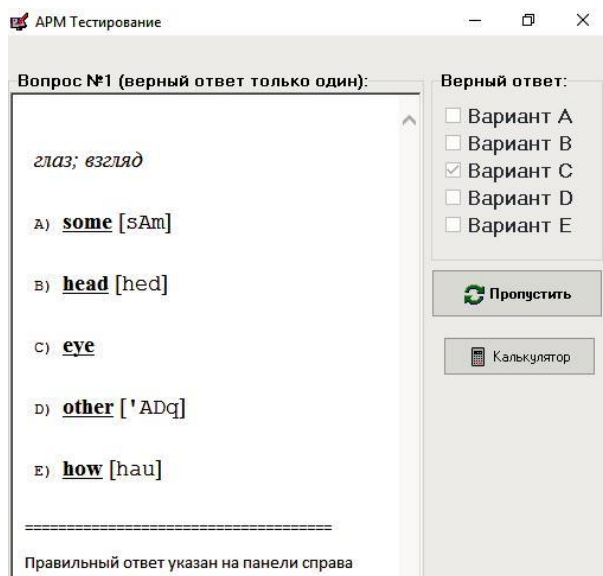 АРМ Тестирование
Вопрос №1 (верный ответ только один):
глаз; взгляд
A) some [sAm]
B) head [hed]
C) eye
D) other ['ADq]
E) how [hau]
=====================================
Правильный ответ указан на панели справа
Верный ответ:
Вариант A
Вариант B
Вариант C
Вариант D
Вариант E
Пропустить
Калькулятор